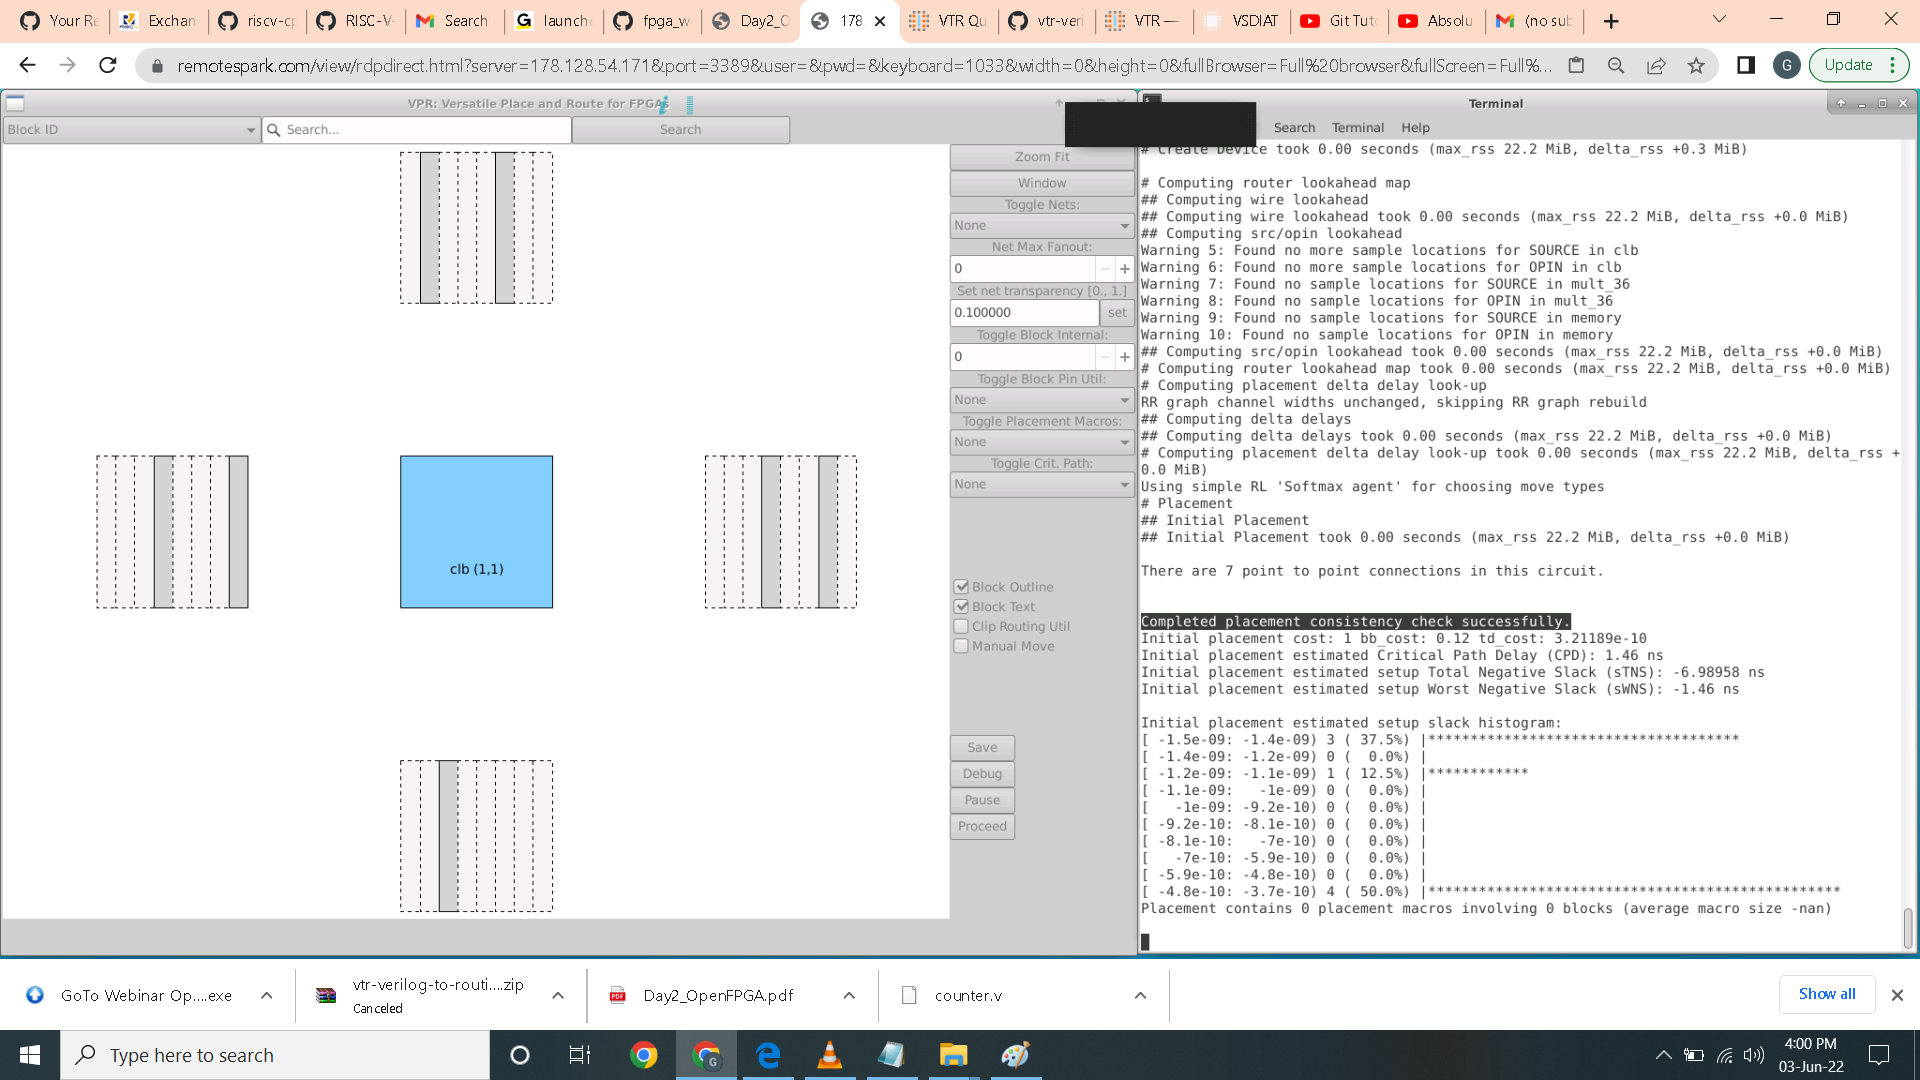 Your Re
Exchan
riscv-cp
RISC-V-
Search
launche
fpga_w
Day2_O
178
VTR Qu
vtr-veri
VTR —
VSDIAT
Git Tuto
Absolu
(no sub
remotespark.com/view/rdpdirect.html?server=178.128.54.171&port=3389&user=&pwd=&keyboard=1033&width=0&height=0&fullBrowser=Full%20browser&fullScreen=Full%...
G
Update
VPR: Versatile Place and Route for FPGAs
Block ID
Search...
Search
clb (1,1)
Zoom Fit
Window
Toggle Nets:
None
Net Max Fanout:
0
Set net transparency [0., 1.]
0.100000
set
Toggle Block Internal:
0
Toggle Block Pin Util:
None
Toggle Placement Macros:
None
Toggle Crit. Path:
None
Block Outline
Block Text
Clip Routing Util
Manual Move
Save
Debug
Pause
Proceed
Terminal
Search Terminal Help
# Create Device took 0.00 seconds (max_rss 22.2 MiB, delta_rss +0.3 MiB)
# Computing router lookahead map
## Computing wire lookahead
## Computing wire lookahead took 0.00 seconds (max_rss 22.2 MiB, delta_rss +0.0 MiB)
## Computing src/opin lookahead
Warning 5: Found no more sample locations for SOURCE in clb
Warning 6: Found no more sample locations for OPIN in clb
Warning 7: Found no sample locations for SOURCE in mult_36
Warning 8: Found no sample locations for OPIN in mult_36
Warning 9: Found no sample locations for SOURCE in memory
Warning 10: Found no sample locations for OPIN in memory
## Computing src/opin lookahead took 0.00 seconds (max_rss 22.2 MiB, delta_rss +0.0 MiB)
# Computing router lookahead map took 0.00 seconds (max_rss 22.2 MiB, delta_rss +0.0 MiB)
# Computing placement delta delay look-up
RR graph channel widths unchanged, skipping RR graph rebuild
## Computing delta delays
## Computing delta delays took 0.00 seconds (max_rss 22.2 MiB, delta_rss +0.0 MiB)
# Computing placement delta delay look-up took 0.00 seconds (max_rss 22.2 MiB, delta_rss +
0.0 MiB)
Using simple RL 'Softmax agent' for choosing move types
# Placement
## Initial Placement
## Initial Placement took 0.00 seconds (max_rss 22.2 MiB, delta_rss +0.0 MiB)
There are 7 point to point connections in this circuit.
Completed placement consistency check successfully.
Initial placement cost: 1 bb_cost: 0.12 td_cost: 3.21189e-10
Initial placement estimated Critical Path Delay (CPD): 1.46 ns
Initial placement estimated setup Total Negative Slack (sTNS): -6.98958 ns
Initial placement estimated setup Worst Negative Slack (sWNS): -1.46 ns
Initial placement estimated setup slack histogram:
[ -1.5e-09: -1.4e-09) 3 ( 37.5%) |*************************************
[ -1.4e-09: -1.2e-09) 0 (  0.0%) |
[ -1.2e-09: -1.1e-09) 1 ( 12.5%) |************
[ -1.1e-09:   -1e-09) 0 (  0.0%) |
[   -1e-09: -9.2e-10) 0 (  0.0%) |
[ -9.2e-10: -8.1e-10) 0 (  0.0%) |
[ -8.1e-10:   -7e-10) 0 (  0.0%) |
[   -7e-10: -5.9e-10) 0 (  0.0%) |
[ -5.9e-10: -4.8e-10) 0 (  0.0%) |
[ -4.8e-10: -3.7e-10) 4 ( 50.0%) |*************************************************
Placement contains 0 placement macros involving 0 blocks (average macro size -nan)
GoTo Webinar Op....exe
vtr-verilog-to-routi....zip
Canceled
PDF
Day2_OpenFPGA.pdf
counter.v
Show all
Type here to search
4:00 PM
03-Jun-22